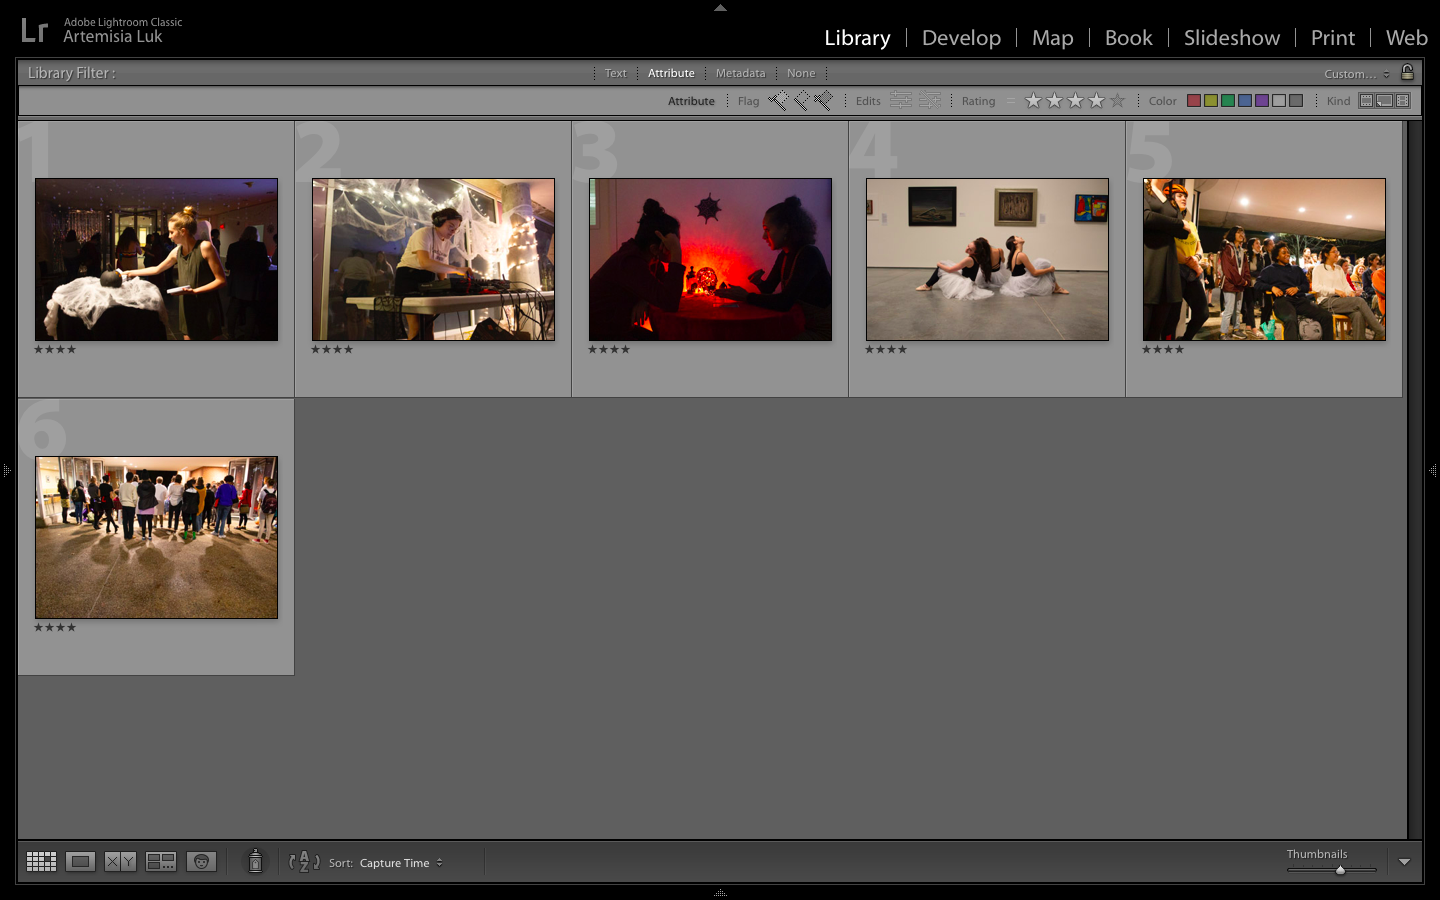 Lr
Adobe Lightroom Classic
Artemisia Luk
Library
Develop
Map
Book
Slideshow
Print
Web
Library Filter :
Text
Attribute
Metadata
None
Custom...
Attribute
Flag
Edits
Rating
Color
Kind
1
2
3
4
5
6
X Y
A
Z
Sort: Capture Time
Thumbnails